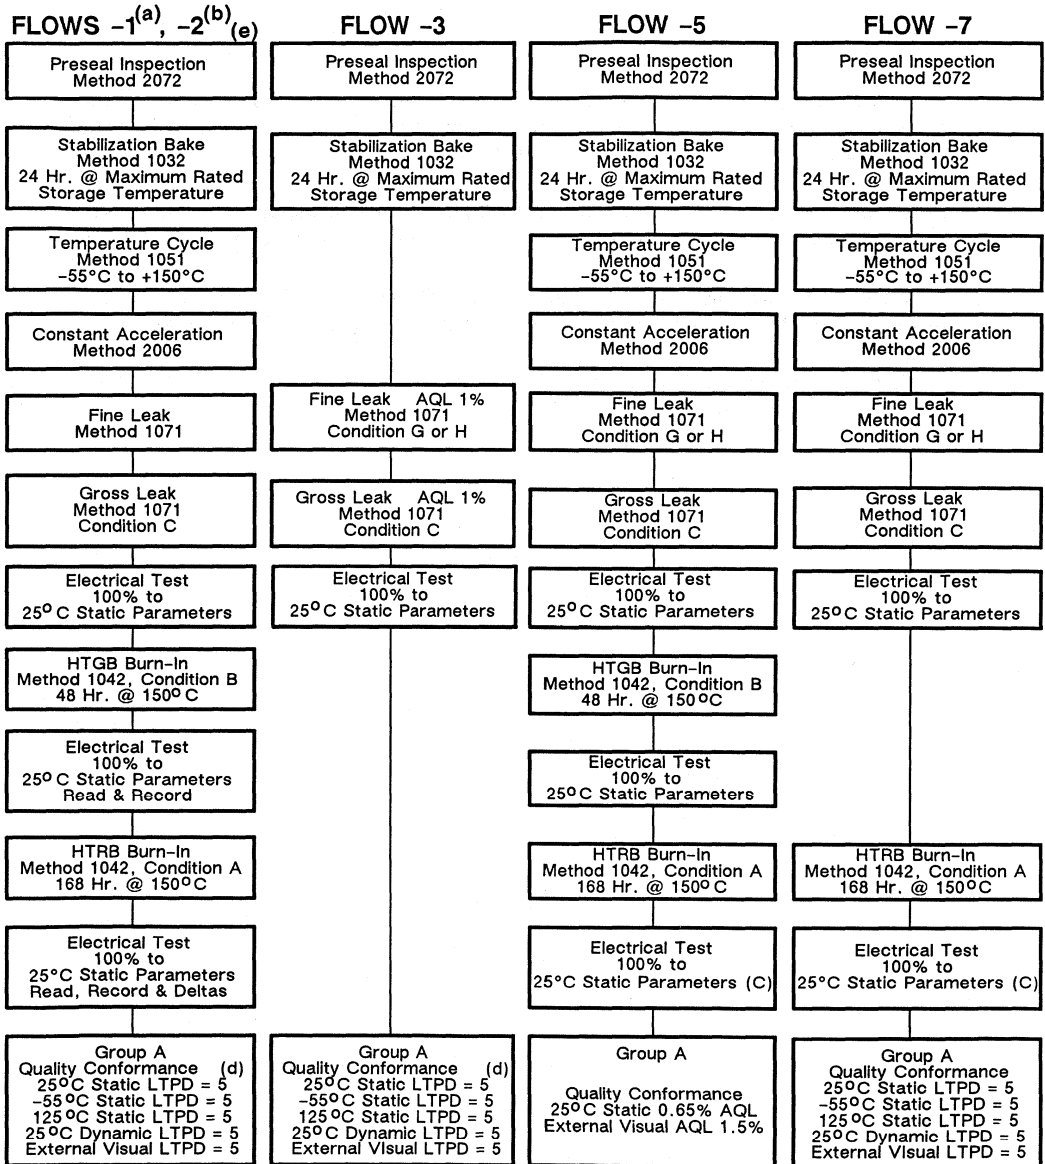 FLOWS -1(a), -2(b)(e)
Preseal Inspection
Method 2072
Stabilization Bake
Method 1032
24 Hr. @ Maximum Rated
Storage Temperature
Temperature Cycle
Method 1051
-55°C to +150°C
Constant Acceleration
Method 2006
Fine Leak
Method 1071
Gross Leak
Method 1071
Condition C
Electrical Test
100% to
25°C Static Parameters
HTGB Burn-In
Method 1042, Condition B
48 Hr. @ 150°C
Electrical Test
100% to
25°C Static Parameters
Read & Record
HTRB Burn-In
Method 1042, Condition A
168 Hr. @ 150°C
Electrical Test
100% to
25°C Static Parameters
Read, Record & Deltas
Group A
Quality Conformance (d)
25°C Static LTPD = 5
-55°C Static LTPD = 5
125°C Static LTPD = 5
25°C Dynamic LTPD = 5
External Visual LTPD = 5
FLOW -3
Preseal Inspection
Method 2072
Stabilization Bake
Method 1032
24 Hr. @ Maximum Rated
Storage Temperature
Fine Leak AQL 1%
Method 1071
Condition G or H
Gross Leak AQL 1%
Method 1071
Condition C
Electrical Test
100% to
25°C Static Parameters
Group A
Quality Conformance (d)
25°C Static LTPD = 5
-55°C Static LTPD = 5
125°C Static LTPD = 5
25°C Dynamic LTPD = 5
External Visual LTPD = 5
FLOW -5
Preseal Inspection
Method 2072
Stabilization Bake
Method 1032
24 Hr. @ Maximum Rated
Storage Temperature
Temperature Cycle
Method 1051
-55°C to +150°C
Constant Acceleration
Method 2006
Fine Leak
Method 1071
Condition G or H
Gross Leak
Method 1071
Condition C
Electrical Test
100% to
25°C Static Parameters
HTGB Burn-In
Method 1042, Condition B
48 Hr. @ 150°C
Electrical Test
100% to
25°C Static Parameters
HTRB Burn-In
Method 1042, Condition A
168 Hr. @ 150°C
Electrical Test
100% to
25°C Static Parameters (C)
Group A
Quality Conformance
25°C Static 0.65% AQL
External Visual AQL 1.5%
FLOW -7
Preseal Inspection
Method 2072
Stabilization Bake
Method 1032
24 Hr. @ Maximum Rated
Storage Temperature
Temperature Cycle
Method 1051
-55°C to +150°C
Constant Acceleration
Method 2006
Fine Leak
Method 1071
Condition G or H
Gross Leak
Method 1071
Condition C
Electrical Test
100% to
25°C Static Parameters
HTRB Burn-In
Method 1042, Condition A
168 Hr. @ 150°C
Electrical Test
100% to
25°C Static Parameters (C)
Group A
Quality Conformance
25°C Static LTPD = 5
-55°C Static LTPD = 5
125°C Static LTPD = 5
25°C Dynamic LTPD = 5
External Visual LTPD = 5